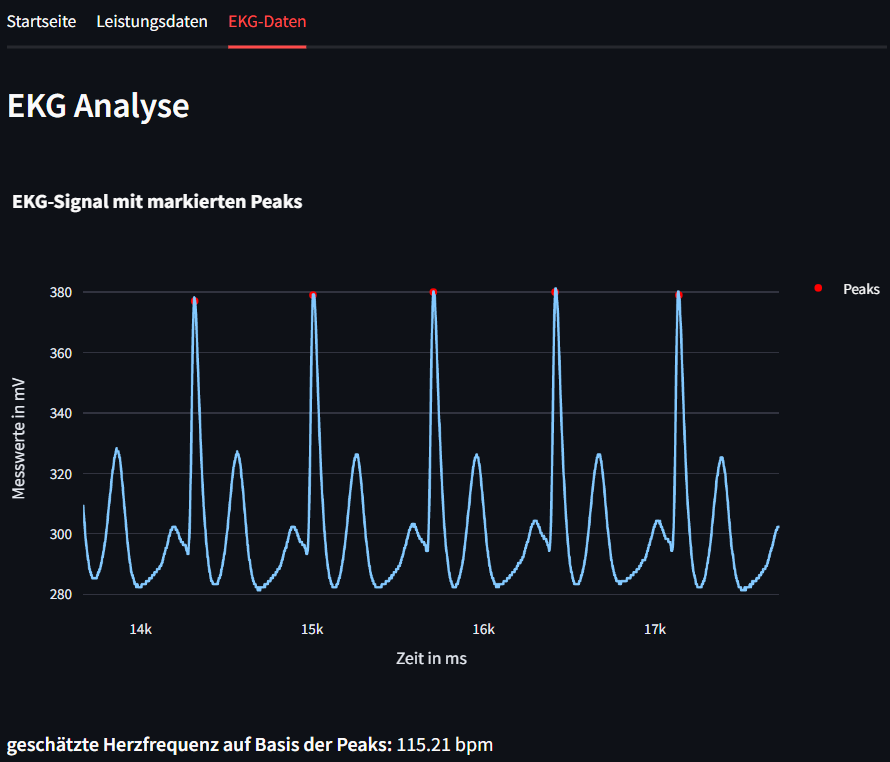 Startseite Leistungsdaten EKG-Daten
EKG Analyse
EKG-Signal mit markierten Peaks
Peaks
380
360
340
320
300
280
Messwerte in mV
14k 15k 16k 17k
Zeit in ms
geschätzte Herzfrequenz auf Basis der Peaks: 115.21 bpm